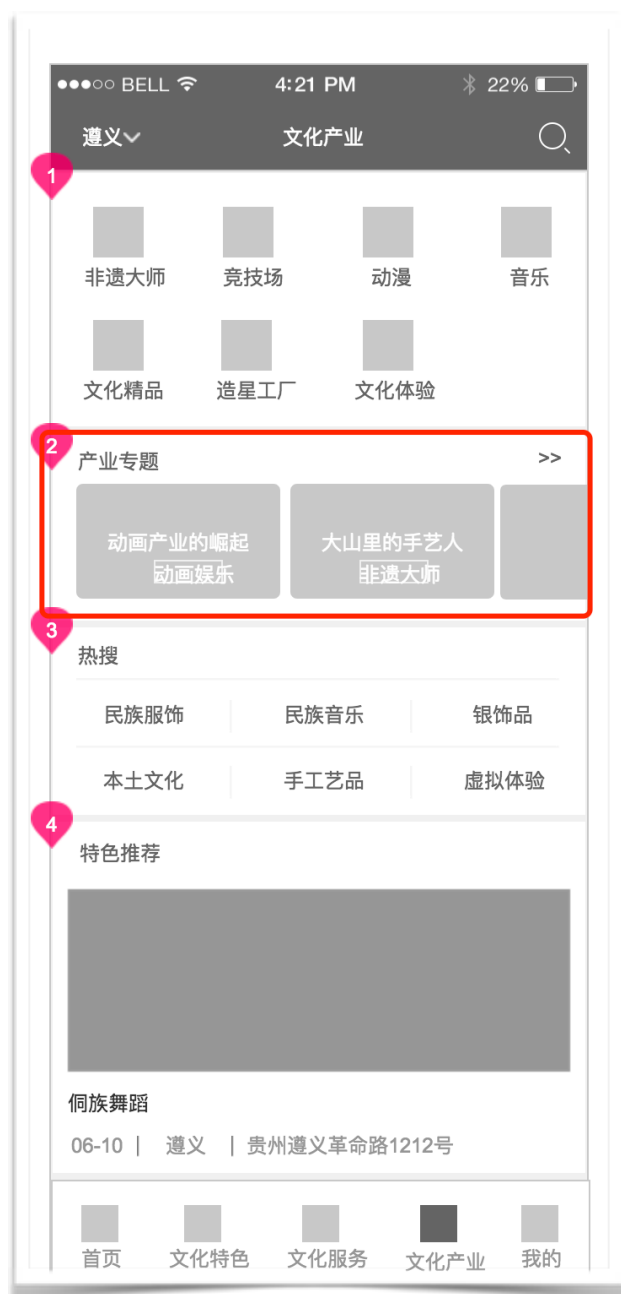 BELL 4:21 PM 22%
遵义 文化产业
1
非遗大师 竞技场 动漫 音乐
文化精品 造星工厂 文化体验
2
产业专题 >>
动画产业的崛起 大山里的手艺人
动画娱乐 非遗大师
3
热搜
民族服饰 民族音乐 银饰品
本土文化 手工艺品 虚拟体验
4
特色推荐
侗族舞蹈
06-10 | 遵义 | 贵州遵义革命路1212号
首页 文化特色 文化服务 文化产业 我的